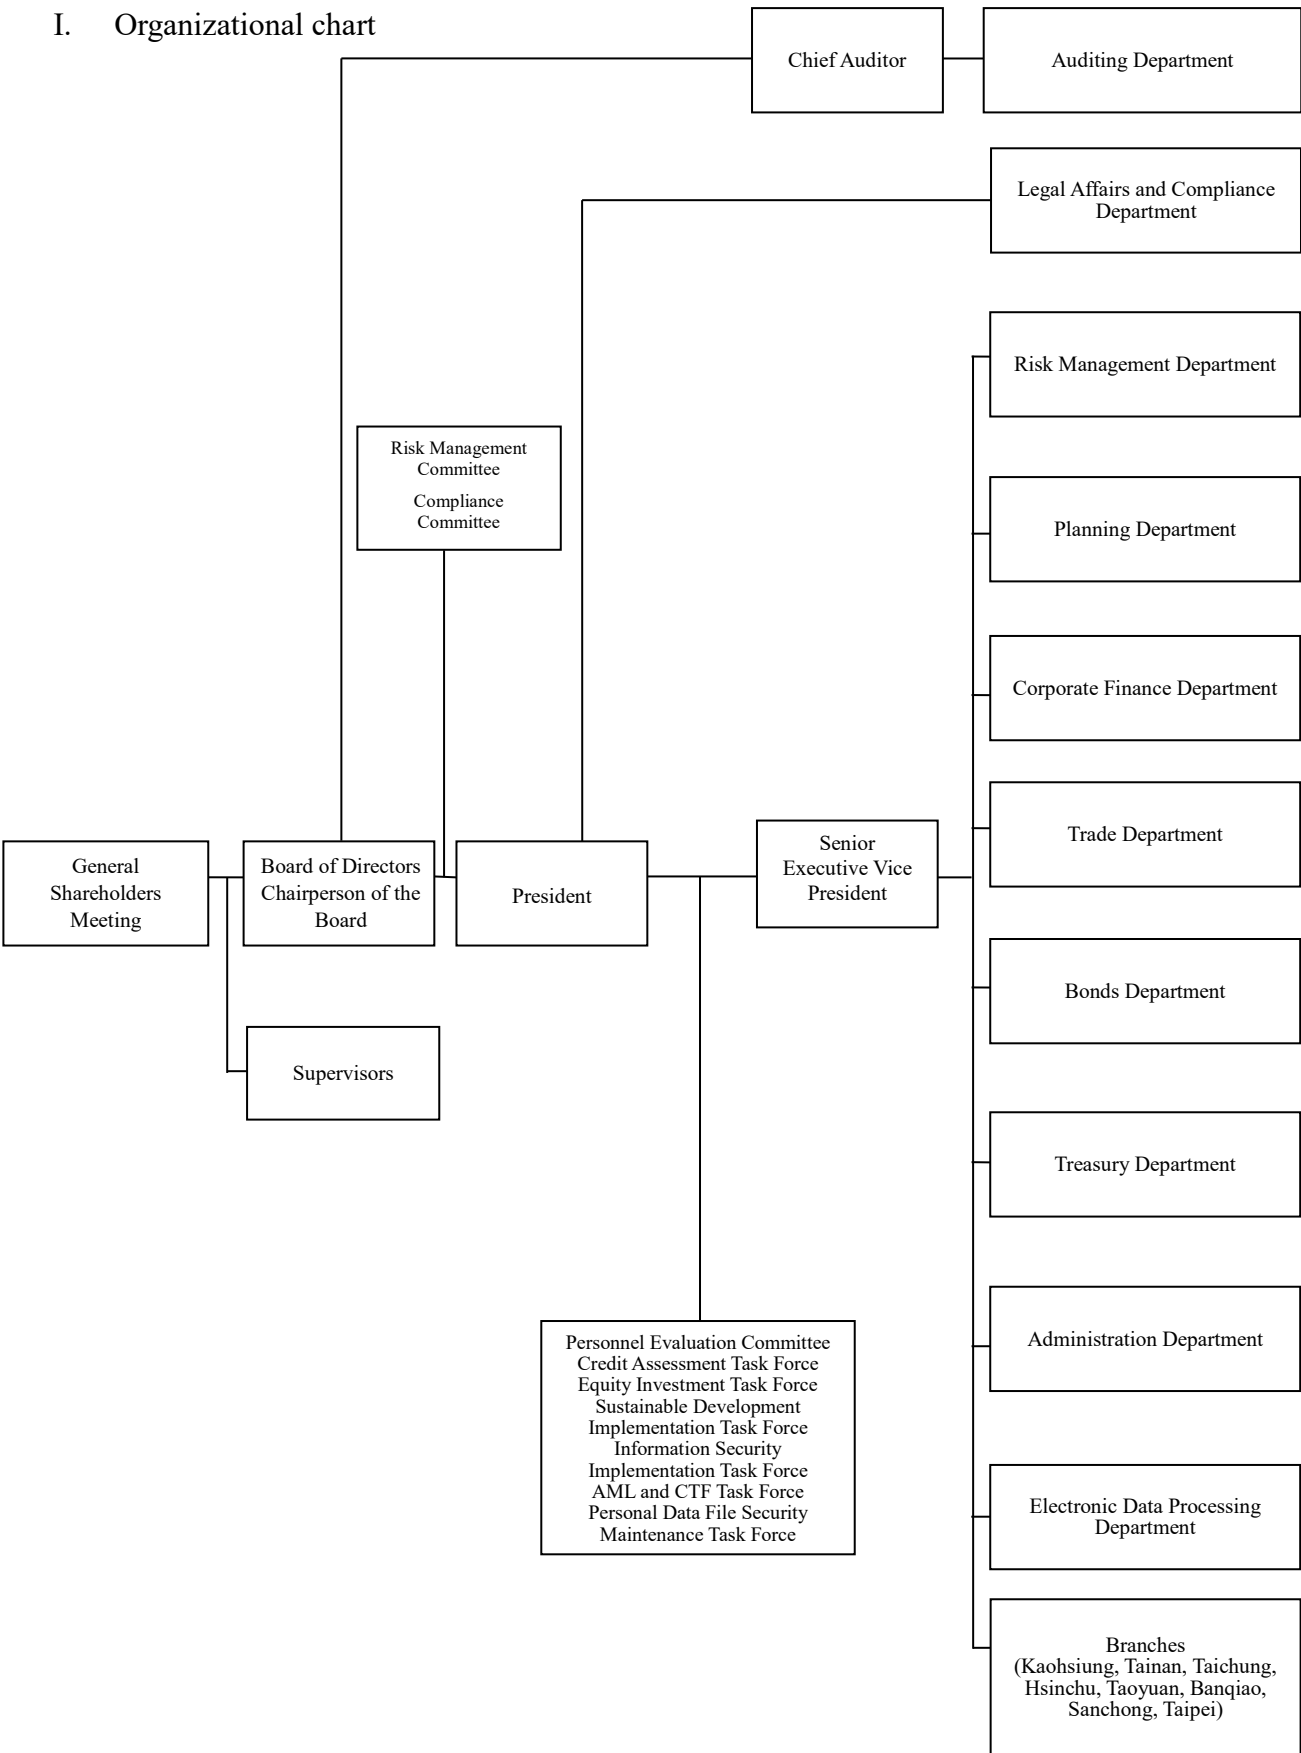 I. Organizational chart
Chief Auditor
Auditing Department
Legal Affairs and Compliance
Department
Risk Management Department
Risk Management
Committee
Compliance
Committee
Planning Department
Corporate Finance Department
Trade Department
General
Shareholders
Meeting
Board of Directors
Chairperson of the
Board
President
Senior
Executive Vice
President
Bonds Department
Supervisors
Treasury Department
Administration Department
Personnel Evaluation Committee
Credit Assessment Task Force
Equity Investment Task Force
Sustainable Development
Implementation Task Force
Information Security
Implementation Task Force
AML and CTF Task Force
Personal Data File Security
Maintenance Task Force
Electronic Data Processing
Department
Branches
(Kaohsiung, Tainan, Taichung,
Hsinchu, Taoyuan, Banqiao,
Sanchong, Taipei)